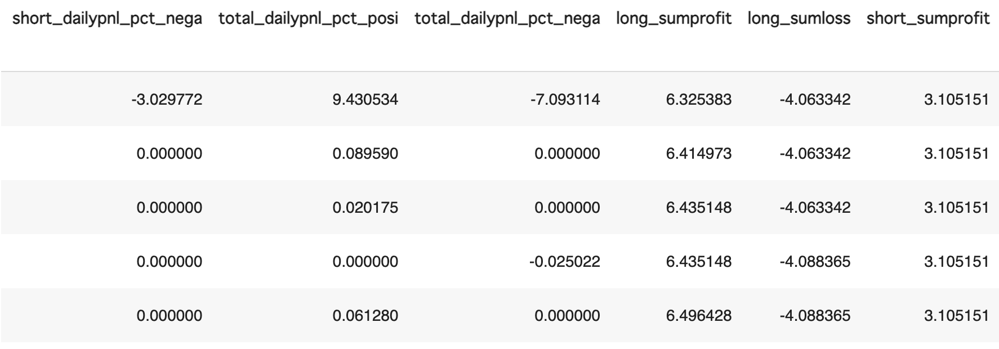 short_dailypnl_pct_nega total_dailypnl_pct_posi total_dailypnl_pct_nega long_sumprofit long_sumloss short_sumprofit
-3.029772 9.430534 -7.093114 6.325383 -4.063342 3.105151
0.000000 0.089590 0.000000 6.414973 -4.063342 3.105151
0.000000 0.020175 0.000000 6.435148 -4.063342 3.105151
0.000000 0.000000 -0.025022 6.435148 -4.088365 3.105151
0.000000 0.061280 0.000000 6.496428 -4.088365 3.105151